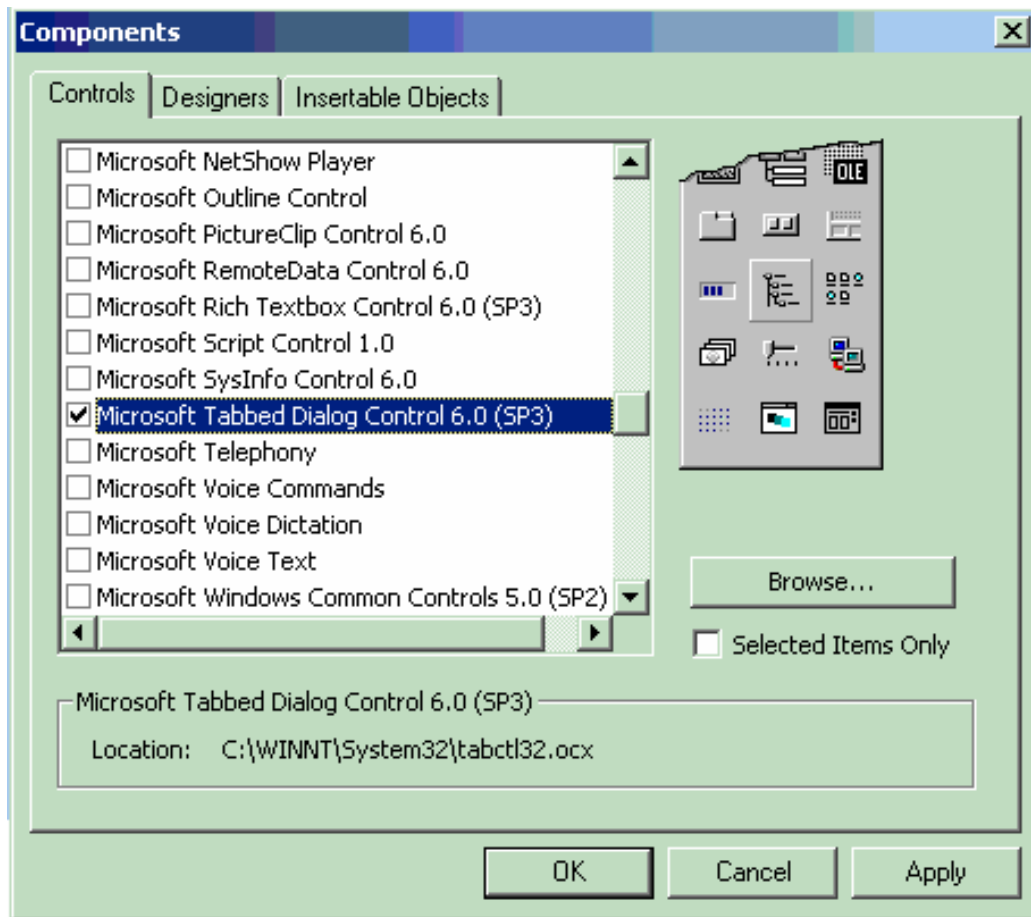 Components
Controls
Designers
Insertable Objects
Microsoft NetShow Player
Microsoft Outline Control
Microsoft PictureClip Control 6.0
Microsoft RemoteData Control 6.0
Microsoft Rich Textbox Control 6.0 (SP3)
Microsoft Script Control 1.0
Microsoft SysInfo Control 6.0
Microsoft Tabbed Dialog Control 6.0 (SP3)
Microsoft Telephony
Microsoft Voice Commands
Microsoft Voice Dictation
Microsoft Voice Text
Microsoft Windows Common Controls 5.0 (SP2)
OLE
Browse...
Selected Items Only
Microsoft Tabbed Dialog Control 6.0 (SP3)
Location: C:\WINNT\System32\tabctl32.ocx
OK
Cancel
Apply